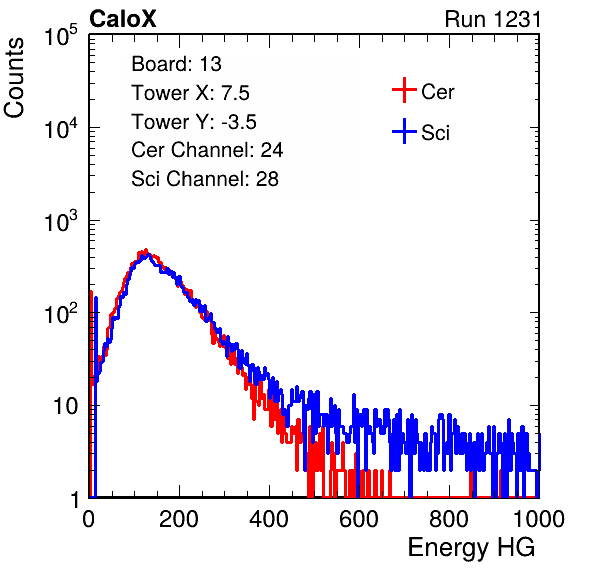 CaloX Run 1231
Counts
10^5
10^4
10^3
10^2
10
1
Board: 13
Tower X: 7.5
Tower Y: -3.5
Cer Channel: 24
Sci Channel: 28
Cer
Sci
0 200 400 600 800 1000
Energy HG